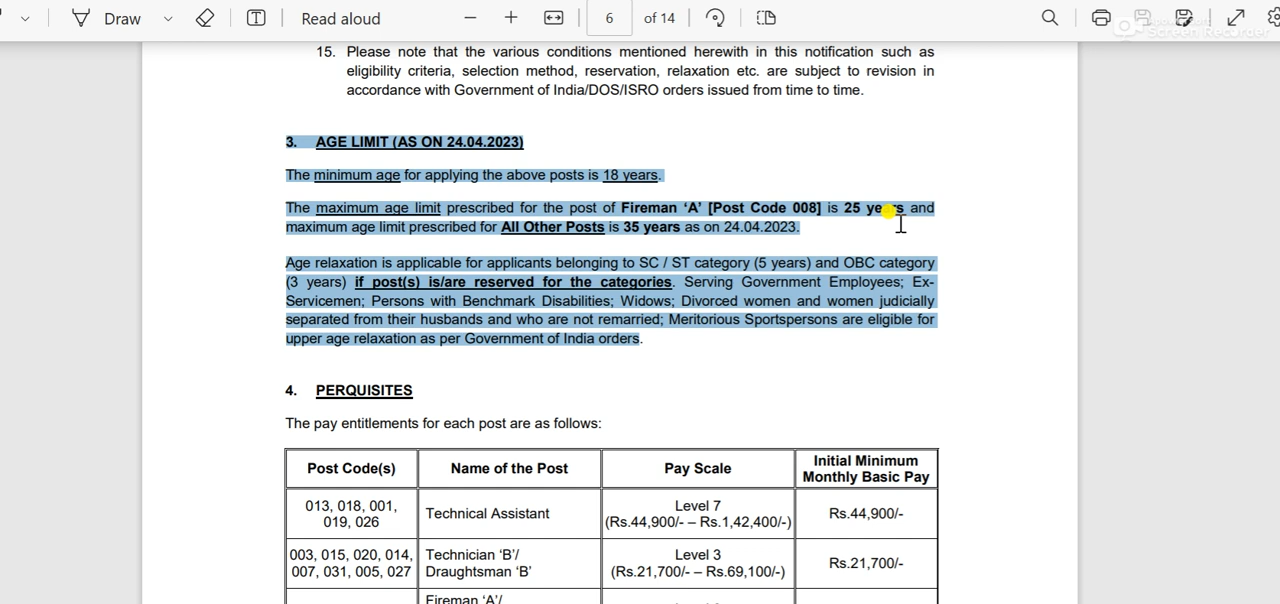 Draw
Read aloud
6
of 14
Screen Recorder
15. Please note that the various conditions mentioned herewith in this notification such as
eligibility criteria, selection method, reservation, relaxation etc. are subject to revision in
accordance with Government of India/DOS/ISRO orders issued from time to time.
3. AGE LIMIT (AS ON 24.04.2023)
The minimum age for applying the above posts is 18 years.
The maximum age limit prescribed for the post of Fireman ‘A’ [Post Code 008] is 25 years and
maximum age limit prescribed for All Other Posts is 35 years as on 24.04.2023.
Age relaxation is applicable for applicants belonging to SC / ST category (5 years) and OBC category
(3 years) if post(s) is/are reserved for the categories. Serving Government Employees; Ex-
Servicemen; Persons with Benchmark Disabilities; Widows; Divorced women and women judicially
separated from their husbands and who are not remarried; Meritorious Sportspersons are eligible for
upper age relaxation as per Government of India orders.
4. PERQUISITES
The pay entitlements for each post are as follows:
Post Code(s)
Name of the Post
Pay Scale
Initial Minimum
Monthly Basic Pay
013, 018, 001,
019, 026
Technical Assistant
Level 7
(Rs.44,900/- – Rs.1,42,400/-)
Rs.44,900/-
003, 015, 020, 014,
007, 031, 005, 027
Technician ‘B’/
Draughtsman ‘B’
Level 3
(Rs.21,700/- – Rs.69,100/-)
Rs.21,700/-
Fireman ‘A’/